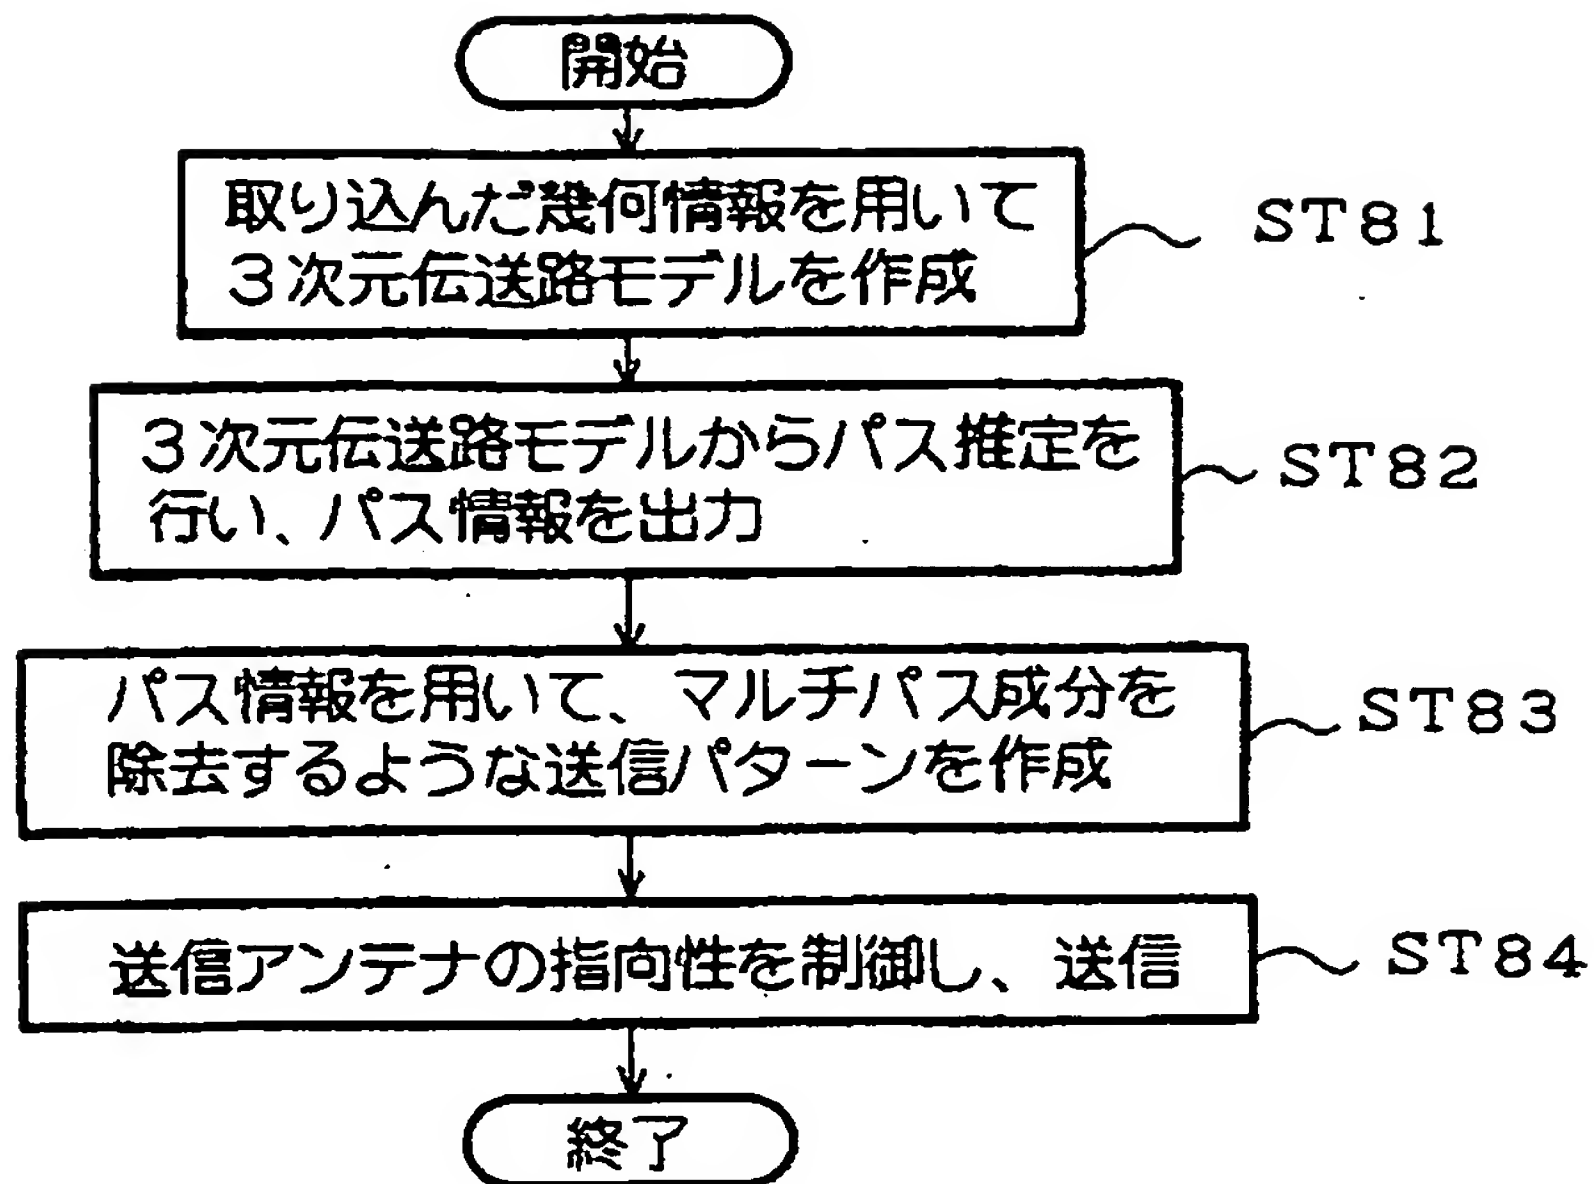 開始
取り込んだ幾何情報を用いて
3次元伝送路モデルを作成
ST81
3次元伝送路モデルからパス推定を
行い、パス情報を出力
ST82
パス情報を用いて、マルチパス成分を
除去するような送信パターンを作成
ST83
送信アンテナの指向性を制御し、送信
ST84
終了